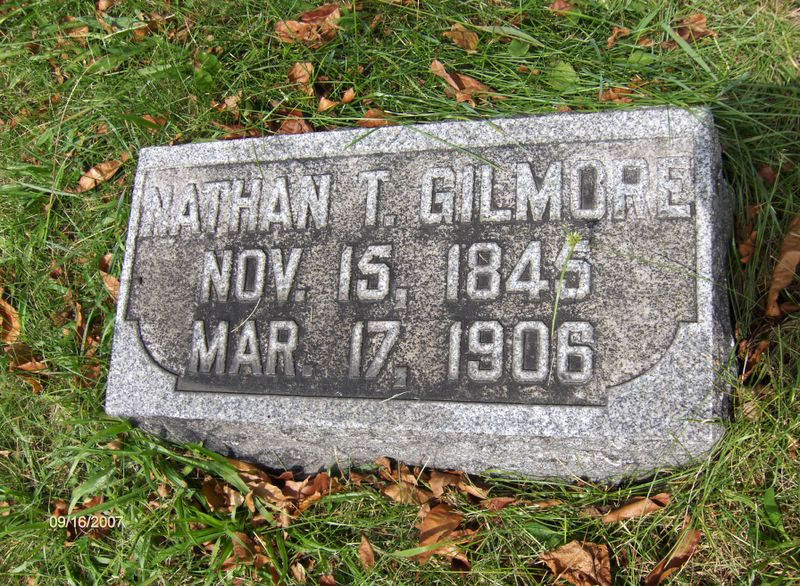 NATHAN T. GILMORE
NOV. 15, 1845
MAR. 17, 1906
09/16/2007